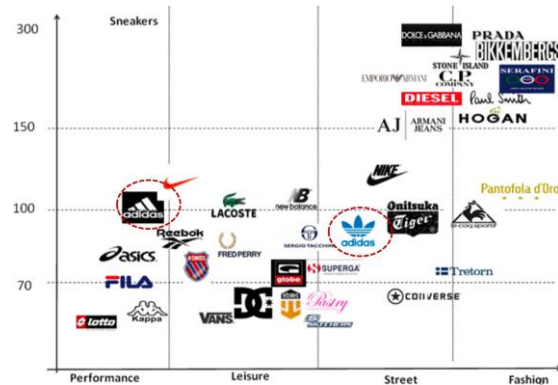 300
Sneakers
DOLCE & GABBANA
PRADA
BIKKEMBERGS
STONE ISLAND
EMPORIO ARMANI
C.P.
COMPANY
SERAFINI
DIESEL
Paul Smith
HOGAN
150
AJ
ARMANI
JEANS
NIKE
Pantofola d'Oro
adidas
LACOSTE
new balance
Onitsuka
Tiger
le coq sportif
100
Reebok
FRED PERRY
SERGIO TACCHINI
adidas
asics
K·SWISS
globe
SUPERGA
Tretorn
FILA
70
DC
etnies
Pastry
CONVERSE
lotto
Kappa
VANS
SKECHERS
Performance
Leisure
Street
Fashion